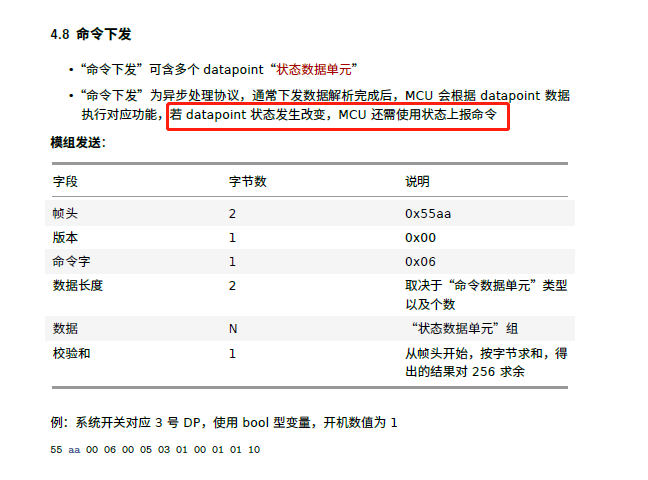 4.8 命令下发
• “命令下发”可含多个 datapoint“状态数据单元”
• “命令下发”为异步处理协议，通常下发数据解析完成后，MCU 会根据 datapoint 数据
执行对应功能，若 datapoint 状态发生改变，MCU 还需使用状态上报命令
模组发送：
字段 字节数 说明
帧头 2 0x55aa
版本 1 0x00
命令字 1 0x06
数据长度 2 取决于“命令数据单元”类型
以及个数
数据 N “状态数据单元”组
校验和 1 从帧头开始，按字节求和，得
出的结果对 256 求余
例：系统开关对应 3 号 DP，使用 bool 型变量，开机数值为 1
55 aa 00 06 00 05 03 01 00 01 01 10